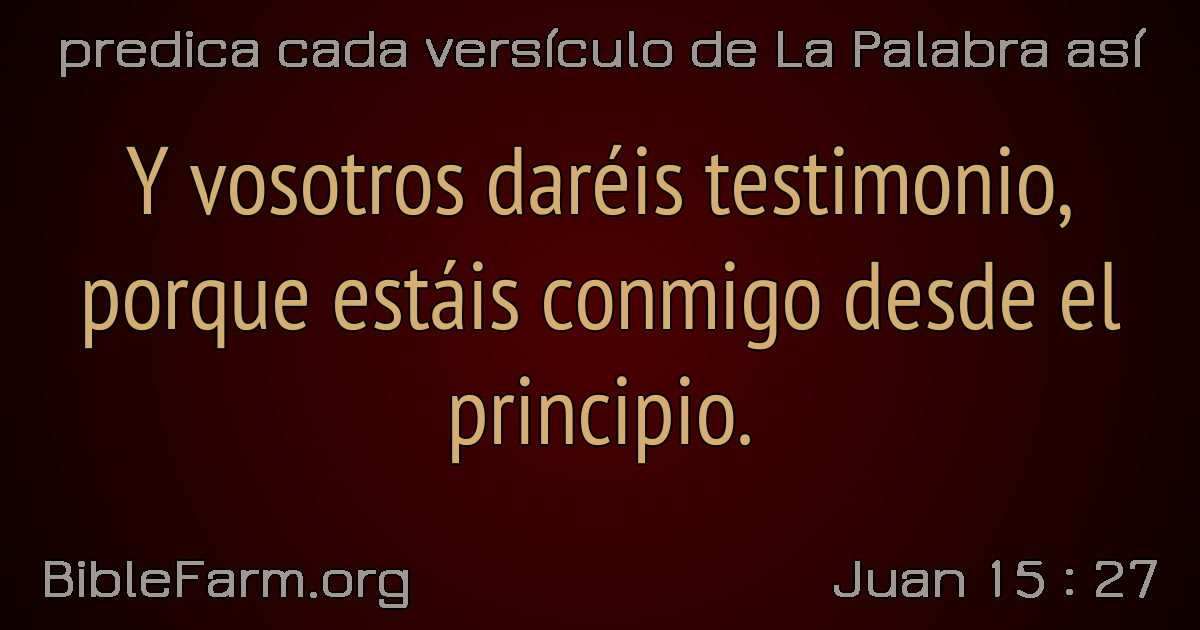 predica cada versículo de La Palabra así
Y vosotros daréis testimonio,
porque estáis conmigo desde el
principio.
BibleFarm.org
Juan 15 : 27